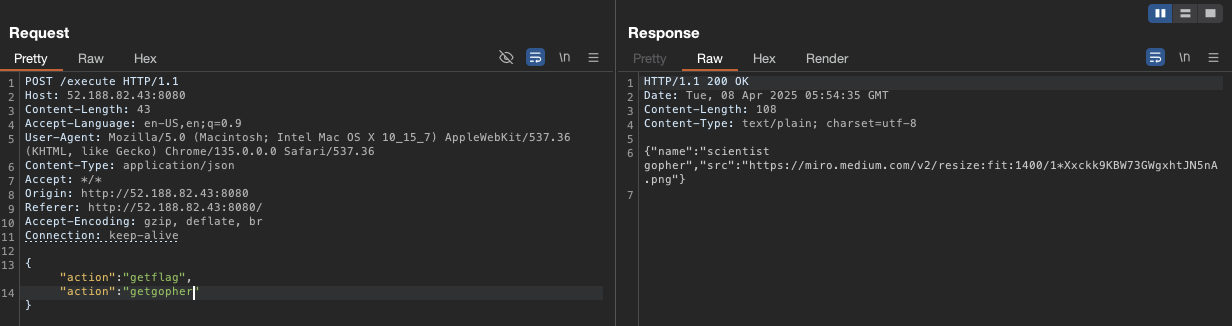 Request
Pretty Raw Hex \n
1 POST /execute HTTP/1.1
2 Host: 52.188.82.43:8080
3 Content-Length: 43
4 Accept-Language: en-US,en;q=0.9
5 User-Agent: Mozilla/5.0 (Macintosh; Intel Mac OS X 10_15_7) AppleWebKit/537.36
(KHTML, like Gecko) Chrome/135.0.0.0 Safari/537.36
6 Content-Type: application/json
7 Accept: */*
8 Origin: http://52.188.82.43:8080
9 Referer: http://52.188.82.43:8080/
10 Accept-Encoding: gzip, deflate, br
11 Connection: keep-alive
12
13 {
"action":"getflag",
14 "action":"getgopher"
}
Response
Pretty Raw Hex Render \n
1 HTTP/1.1 200 OK
2 Date: Tue, 08 Apr 2025 05:54:35 GMT
3 Content-Length: 108
4 Content-Type: text/plain; charset=utf-8
5
6 {"name":"scientist
gopher","src":"https://miro.medium.com/v2/resize:fit:1400/1*Xxckk9KBW73GWgxhtJN5nA
.png"}
7